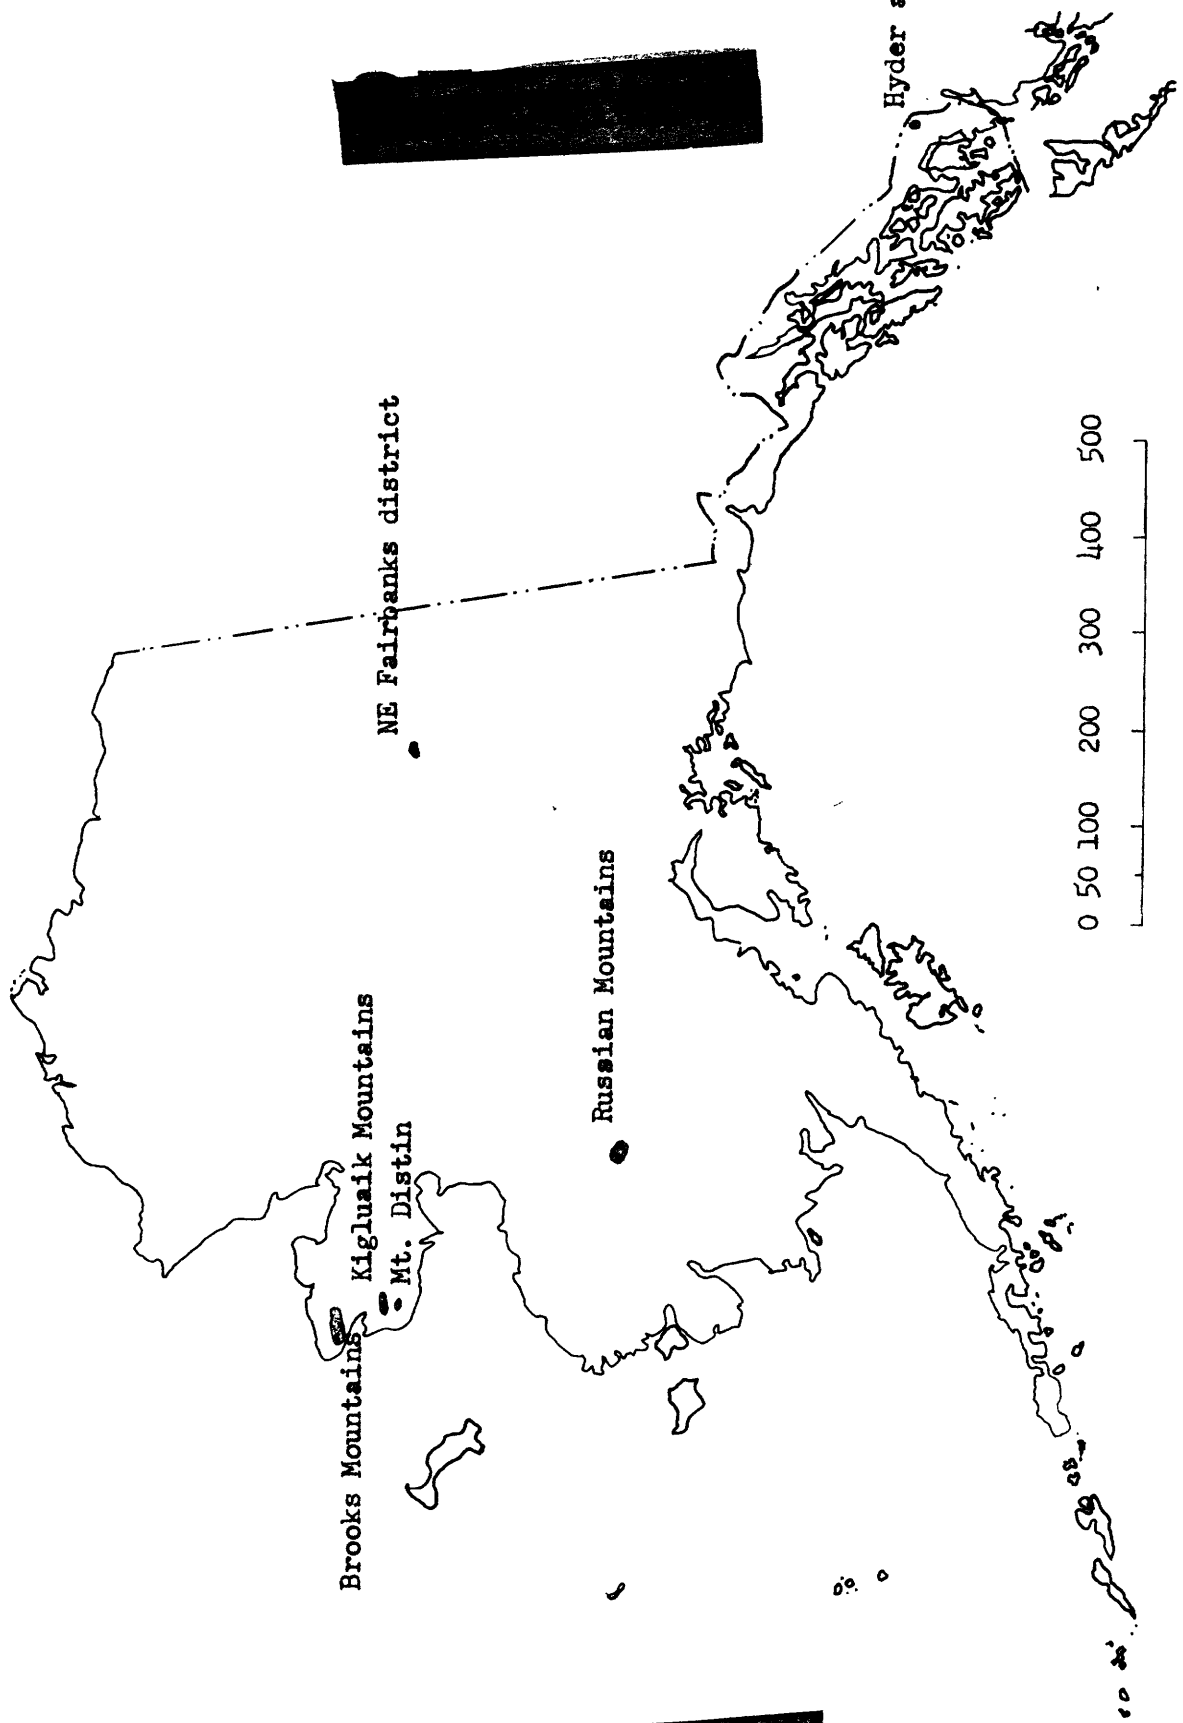 Hyder
NE Fairbanks district
Kigluaik Mountains
Mt. Distin
Brooks Mountains
Russian Mountains
0 50 100 200 300 400 500